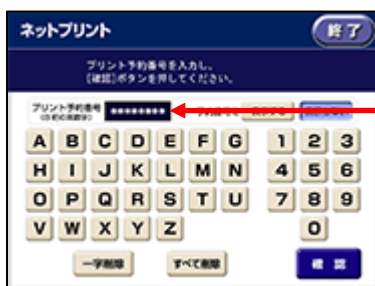 ネットプリント
終了
プリント予約番号を入力し、
【確認】ボタンを押してください。
プリント予約番号
********
A B C D E F G 1 2 3
H I J K L M N 4 5 6
O P Q R S T U 7 8 9
V W X Y Z 0
一字削除 すべて削除 確認